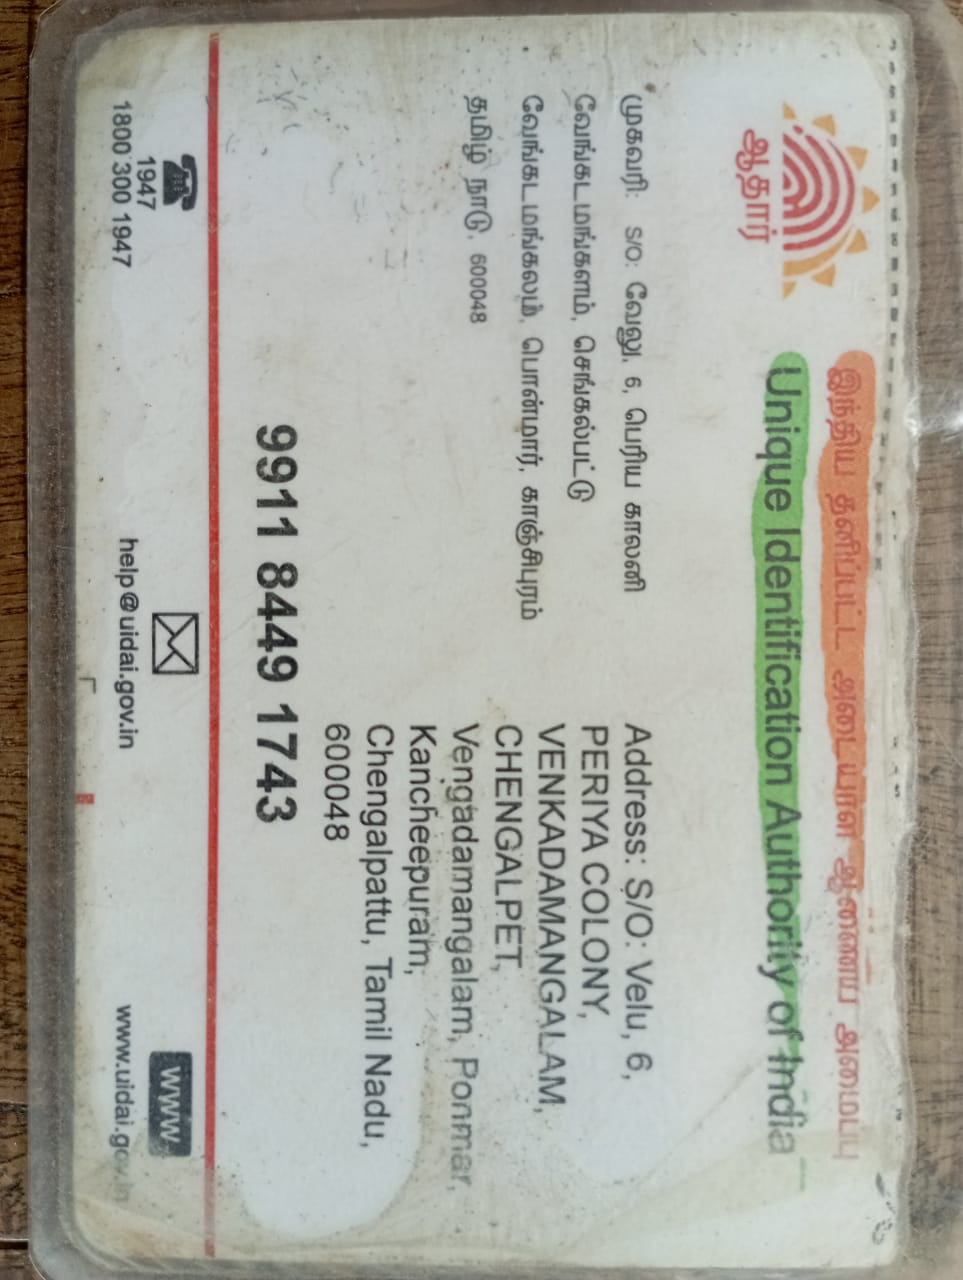 ஆதார்
இந்திய தனிப்பட்ட அடையாள ஆணைய அமைப்பு
Unique Identification Authority of India
முகவரி: S/O: வேலு, 6, பெரிய காலனி
வேங்கடமங்களம், செங்கல்பட்டு
வேங்கடமங்கலம், பொன்மார், காஞ்சிபுரம்
தமிழ் நாடு, 600048
Address: S/O: Velu, 6,
PERIYA COLONY,
VENKADAMANGALAM,
CHENGALPET,
Vengadamangalam, Ponmar,
Kancheepuram,
Chengalpattu, Tamil Nadu,
600048
9911 8449 1743
1947
1800 300 1947
help@uidai.gov.in
WWW
www.uidai.gov.in